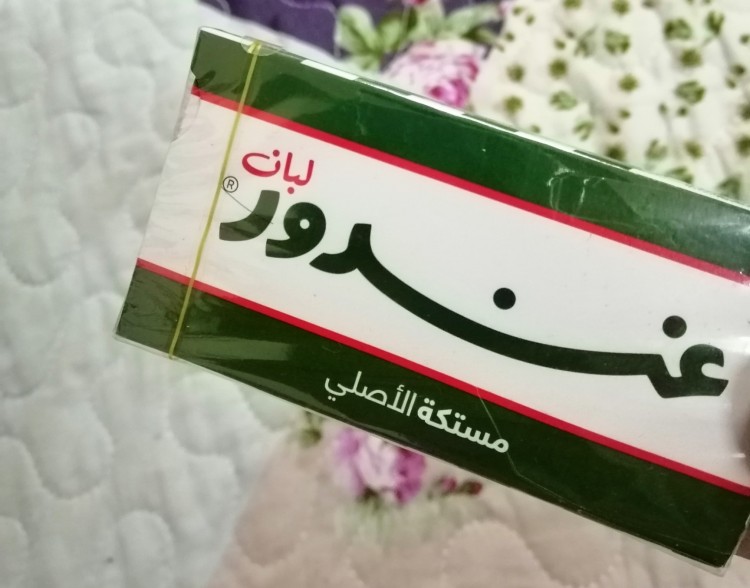 لبان
غندور ®
مستكة الأصلي